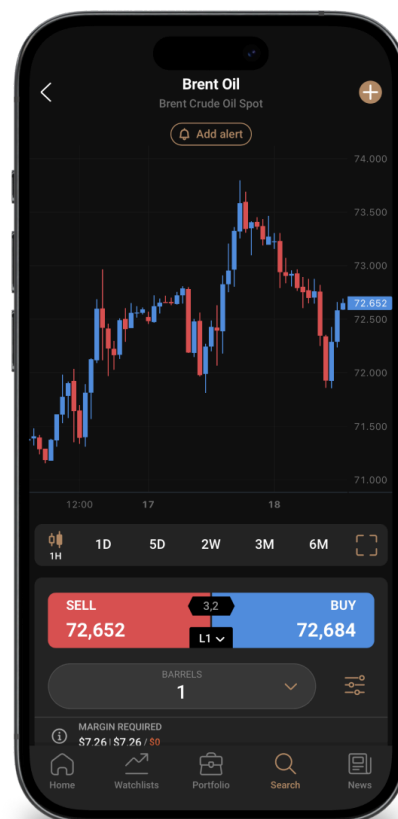 Brent Oil
Brent Crude Oil Spot
Add alert
74.000
73.500
73.000
72.652
72.500
72.000
71.500
71.000
12:00 17 18
1H 1D 5D 2W 3M 6M
SELL 3,2 BUY
72,652 L1 72,684
BARRELS
1
MARGIN REQUIRED
$7.26 | $7.26 / $0
Home Watchlists Portfolio Search News